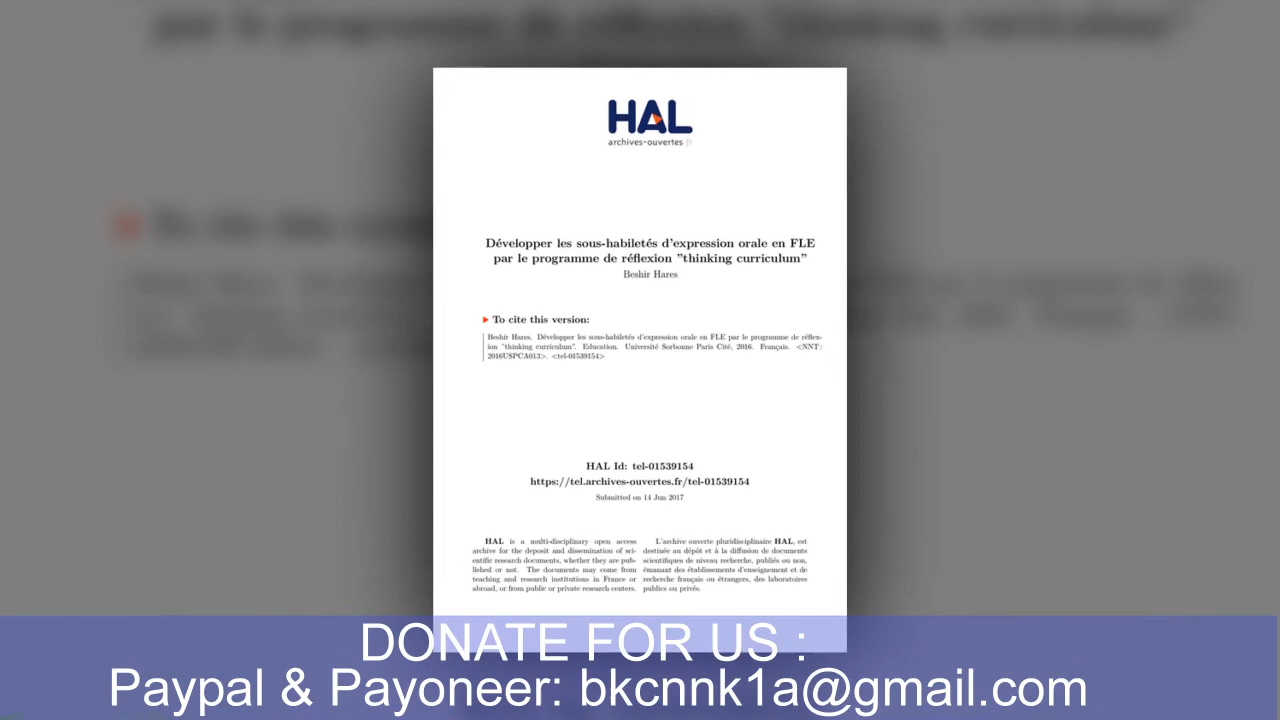 par le programme de réflexion "thinking curriculum"
HAL
archives-ouvertes.fr
Développer les sous-habiletés d'expression orale en FLE
par le programme de réflexion ”thinking curriculum”
Beshir Hares
To cite this version:
Beshir Hares. Développer les sous-habiletés d'expression orale en FLE par le programme de réflex-
ion ”thinking curriculum”. Education. Université Sorbonne Paris Cité, 2016. Français. <NNT :
2016USPCA013>. <tel-01539154>
HAL Id: tel-01539154
https://tel.archives-ouvertes.fr/tel-01539154
Submitted on 14 Jun 2017
HAL is a multi-disciplinary open access
archive for the deposit and dissemination of sci-
entific research documents, whether they are pub-
lished or not. The documents may come from
teaching and research institutions in France or
abroad, or from public or private research centers.
L'archive ouverte pluridisciplinaire HAL, est
destinée au dépôt et à la diffusion de documents
scientifiques de niveau recherche, publiés ou non,
émanant des établissements d'enseignement et de
recherche français ou étrangers, des laboratoires
publics ou privés.
DONATE FOR US :
Paypal & Payoneer: bkcnnk1a@gmail.com